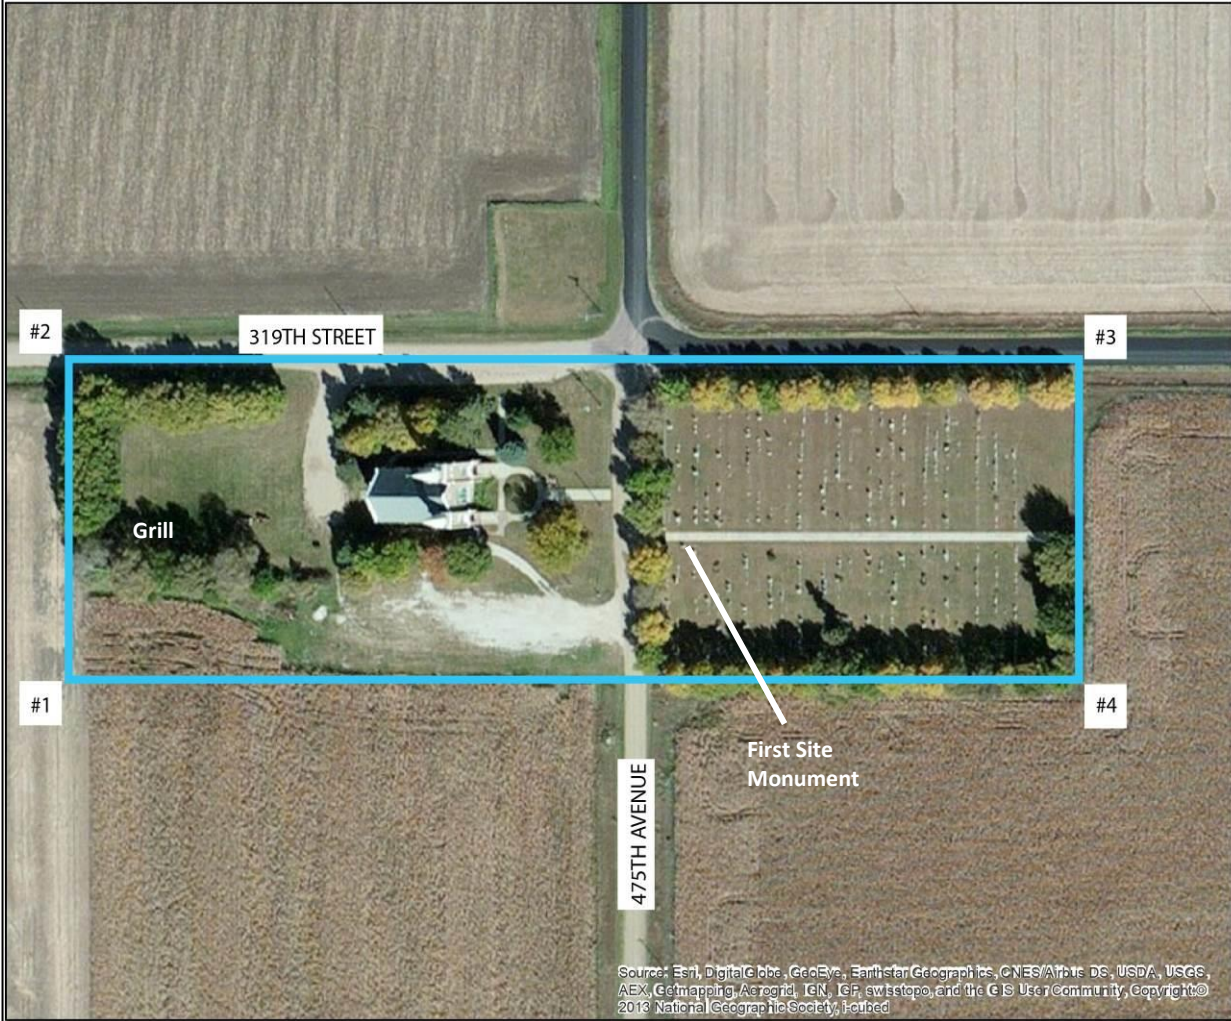 #2
319TH STREET
#3
Grill
#1
#4
First Site
Monument
475TH AVENUE
Source: Esri, DigitalGlobe, GeoEye, Earthstar Geographics, CNES/Airbus DS, USDA, USGS,
AEX, Getmapping, Aerogrid, IGN, IGP, swisstopo, and the GIS User Community, Copyright:©
2013 National Geographic Society, i-cubed